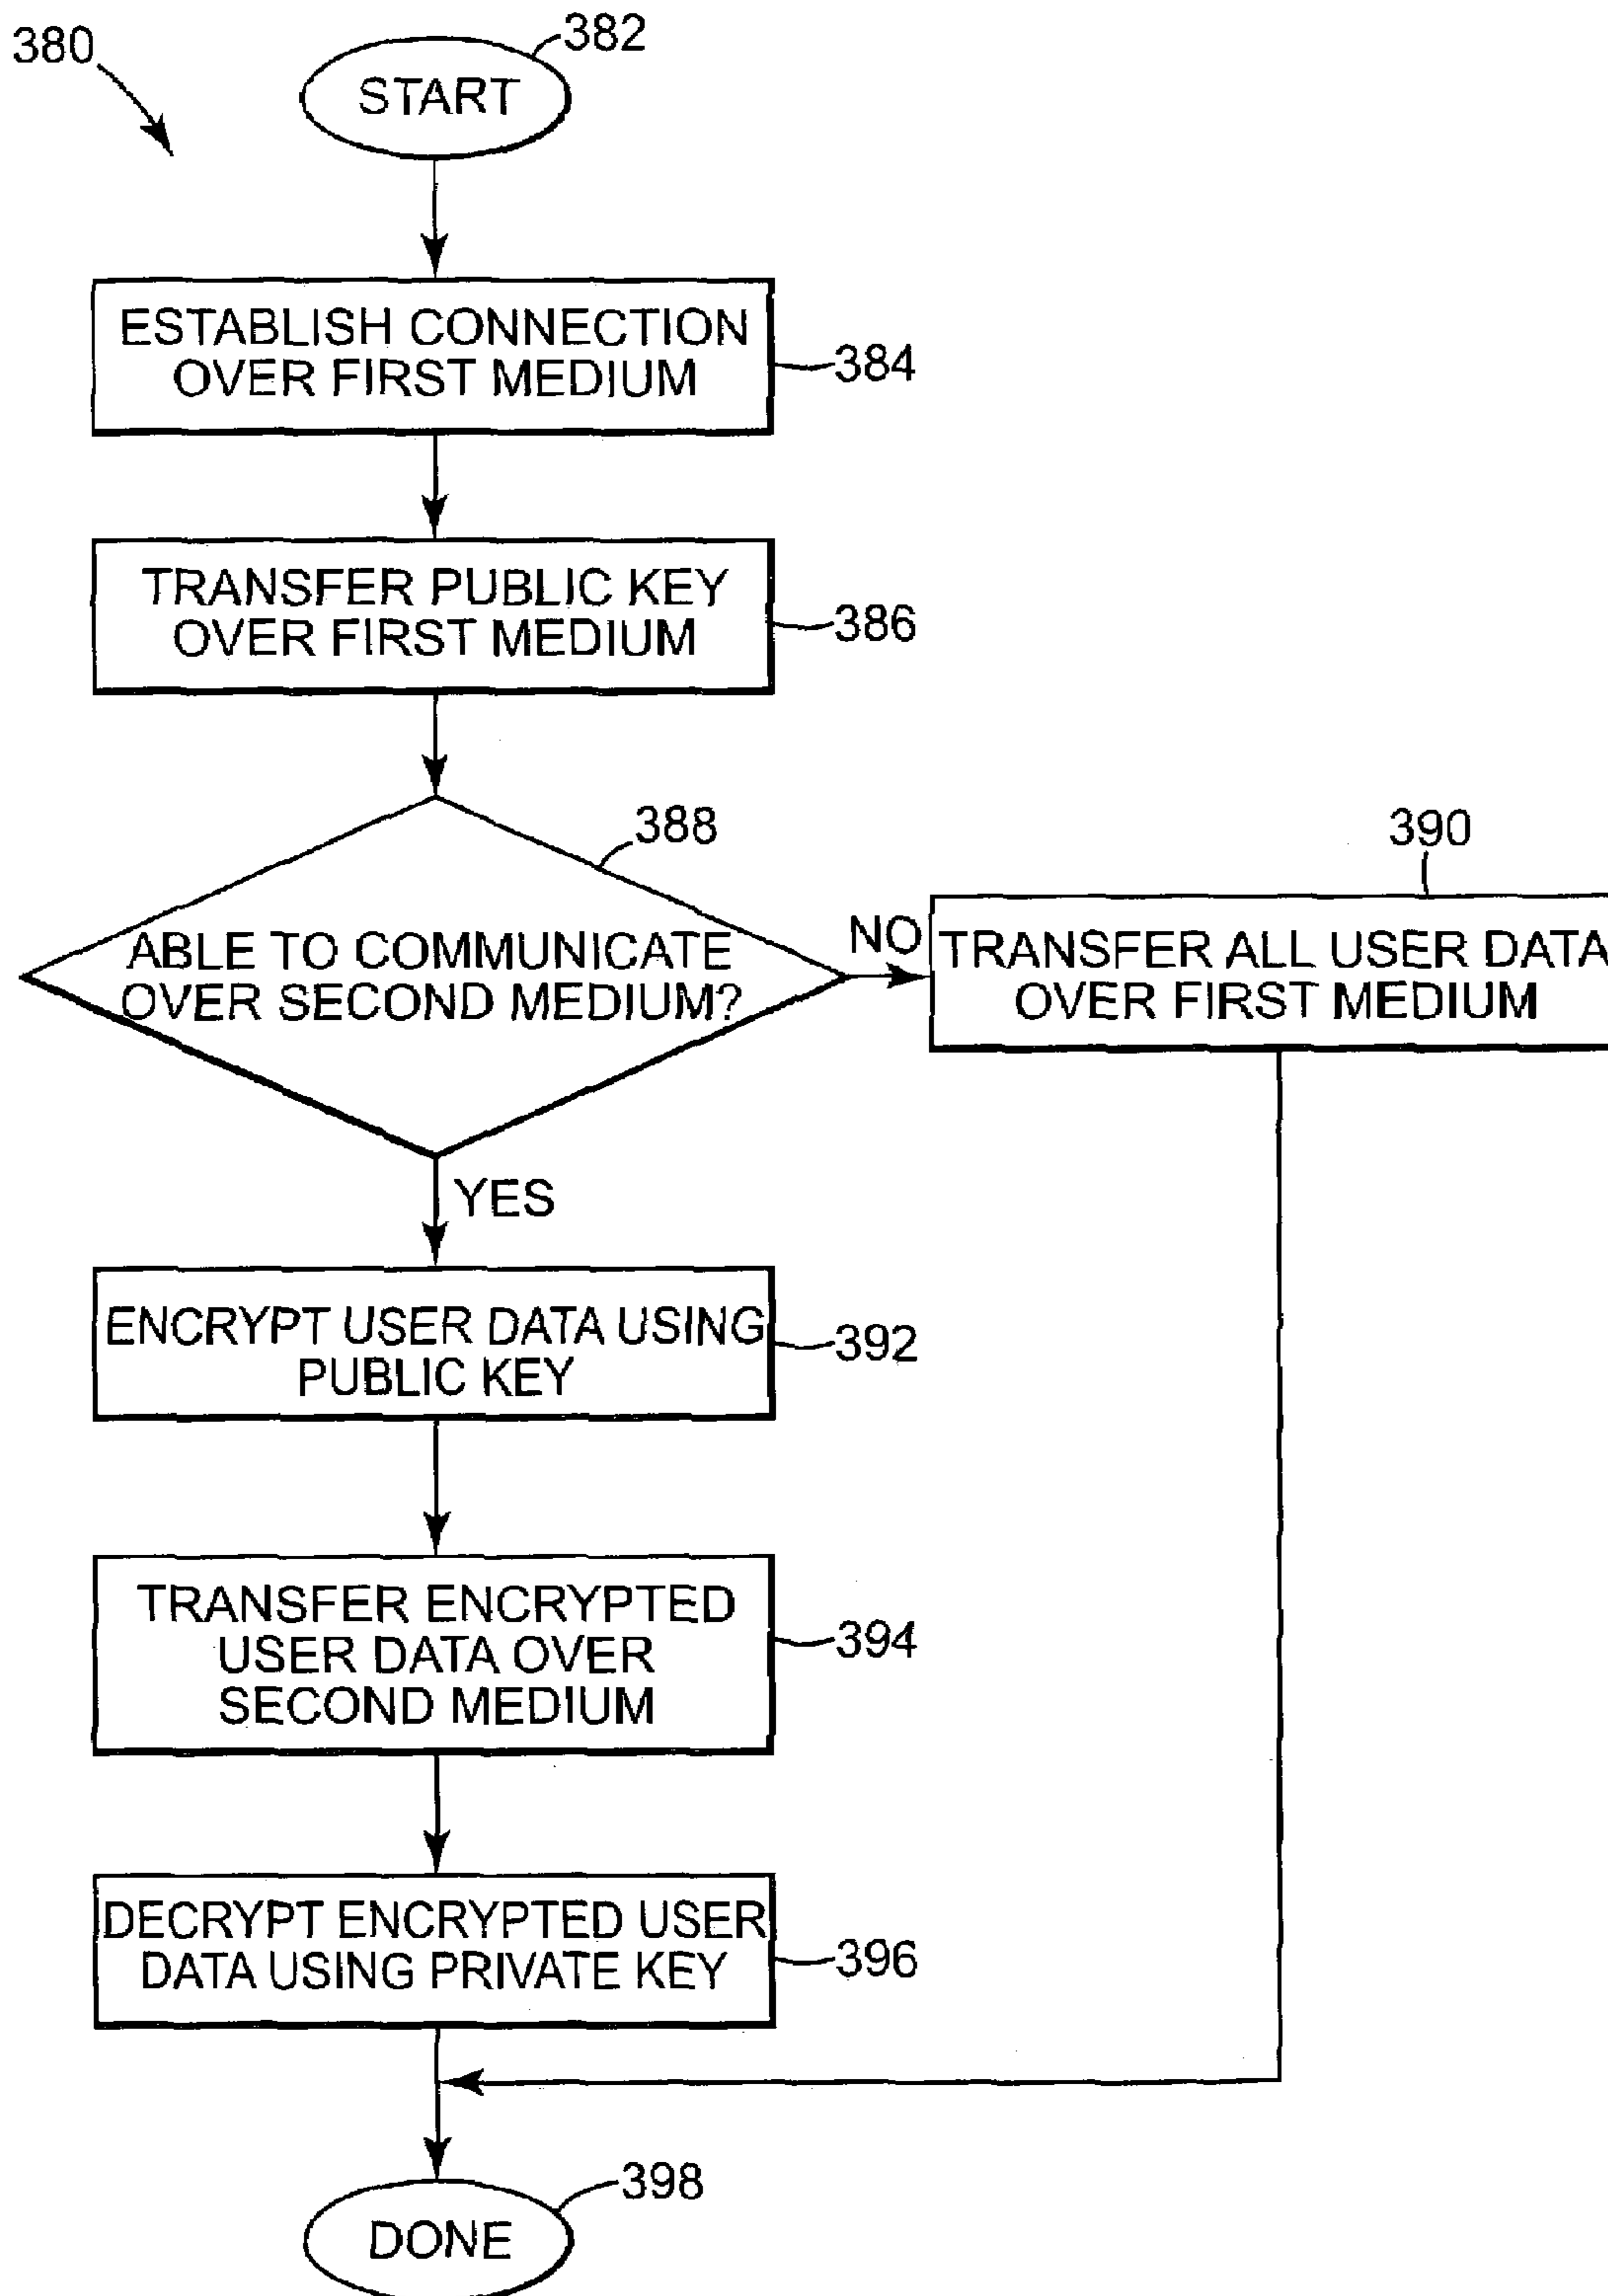 380
382
START
ESTABLISH CONNECTION
OVER FIRST MEDIUM
384
TRANSFER PUBLIC KEY
OVER FIRST MEDIUM
386
388
ABLE TO COMMUNICATE
OVER SECOND MEDIUM?
NO
390
TRANSFER ALL USER DATA
OVER FIRST MEDIUM
YES
ENCRYPT USER DATA USING
PUBLIC KEY
392
TRANSFER ENCRYPTED
USER DATA OVER
SECOND MEDIUM
394
DECRYPT ENCRYPTED USER
DATA USING PRIVATE KEY
396
398
DONE